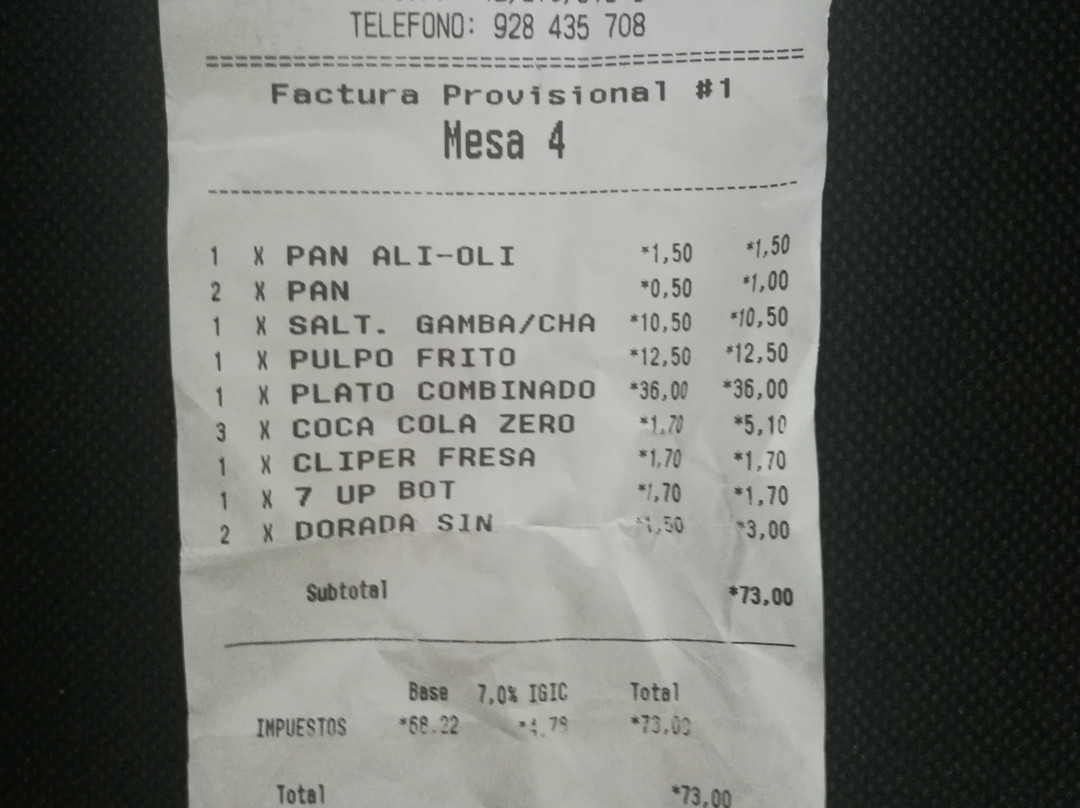 TELEFONO: 928 435 708
================================================
Factura Provisional #1
Mesa 4
------------------------------------------------
1 X PAN ALI-OLI *1,50 *1,50
2 X PAN *0,50 *1,00
1 X SALT. GAMBA/CHA *10,50 *10,50
1 X PULPO FRITO *12,50 *12,50
1 X PLATO COMBINADO *36,00 *36,00
3 X COCA COLA ZERO *1,70 *5,10
1 X CLIPER FRESA *1,70 *1,70
1 X 7 UP BOT *1,70 *1,70
2 X DORADA SIN *1,50 *3,00
Subtotal *73,00
Base 7,0% IGIC Total
IMPUESTOS *68.22 *4.78 *73,00
Total *73,00